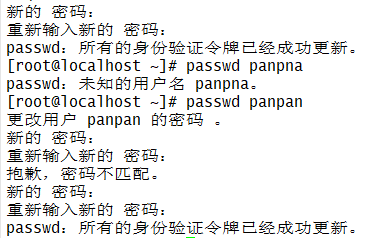 新的 密码：
重新输入新的 密码：
passwd：所有的身份验证令牌已经成功更新。
[root@localhost ~]# passwd panpna
passwd：未知的用户名 panpna。
[root@localhost ~]# passwd panpan
更改用户 panpan 的密码 。
新的 密码：
重新输入新的 密码：
抱歉，密码不匹配。
新的 密码：
重新输入新的 密码：
passwd：所有的身份验证令牌已经成功更新。